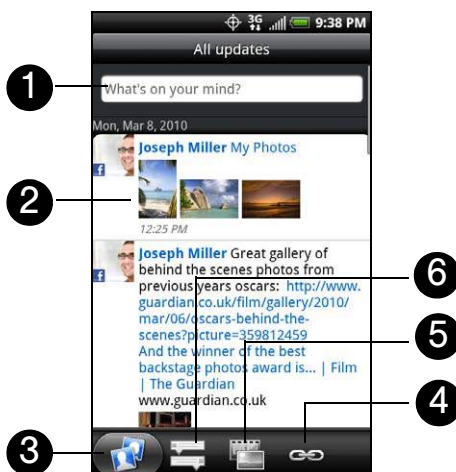 3G 9:38 PM
All updates
1
What's on your mind?
Mon, Mar 8, 2010
Joseph Miller My Photos
2
12:25 PM
Joseph Miller Great gallery of
behind the scenes photos from
previous years oscars: http://www.
guardian.co.uk/film/gallery/2010/
mar/06/oscars-behind-the-
scenes?picture=359812459
And the winner of the best
backstage photos award is... | Film
| The Guardian
www.guardian.co.uk
6
5
4
3